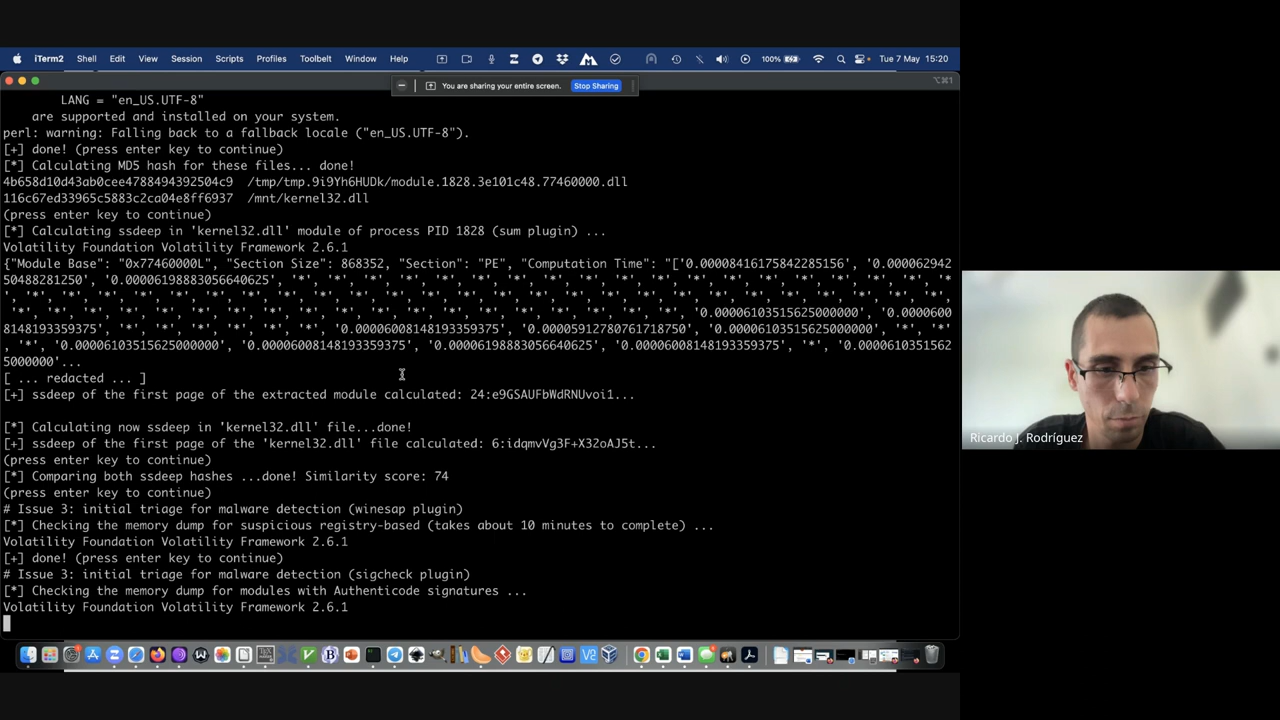 iTerm2 Shell Edit View Session Scripts Profiles Toolbelt Window Help 100% Tue 7 May 15:20
You are sharing your entire screen. Stop Sharing
⌥⌘1
LANG = "en_US.UTF-8"
are supported and installed on your system.
perl: warning: Falling back to a fallback locale ("en_US.UTF-8").
[+] done! (press enter key to continue)
[*] Calculating MD5 hash for these files... done!
4b658d10d43ab0cee4788494392504c9 /tmp/tmp.9i9Yh6HUDk/module.1828.3e101c48.77460000.dll
116c67ed33965c5883c2ca04e8ff6937 /mnt/kernel32.dll
(press enter key to continue)
[*] Calculating ssdeep in 'kernel32.dll' module of process PID 1828 (sum plugin) ...
Volatility Foundation Volatility Framework 2.6.1
{"Module Base": "0x77460000L", "Section Size": 868352, "Section": "PE", "Computation Time": "['0.00008416175842285156', '0.000062942
50488281250', '0.00006198883056640625', '*', '*', '*', '*', '*', '*', '*', '*', '*', '*', '*', '*', '*', '*', '*', '*', '*', '*', '*
', '*', '*', '*', '*', '*', '*', '*', '*', '*', '*', '*', '*', '*', '*', '*', '*', '*', '*', '*', '*', '*', '*', '*', '*', '*', '*',
'*', '*', '*', '*', '*', '*', '*', '*', '*', '*', '*', '*', '*', '*', '*', '*', '*', '0.00006103515625000000', '*', '*', '0.0000600
8148193359375', '*', '*', '0.00006008148193359375', '0.00005912780761718750', '*', '0.00006103515625000000', '*', '*', '*', '*', '*'
, '*', '0.00006103515625000000', '0.00006008148193359375', '0.00006198883056640625', '0.00006008148193359375', '*', '0.0000610351562
5000000'...
[ ... redacted ... ]
[+] ssdeep of the first page of the extracted module calculated: 24:e9GSAUFbWdRNUvoi1...
[*] Calculating now ssdeep in 'kernel32.dll' file...done!
[+] ssdeep of the first page of the 'kernel32.dll' file calculated: 6:idqmvVg3F+X32oAJ5t...
(press enter key to continue)
[*] Comparing both ssdeep hashes ...done! Similarity score: 74
(press enter key to continue)
# Issue 3: initial triage for malware detection (winesap plugin)
[*] Checking the memory dump for suspicious registry-based (takes about 10 minutes to complete) ...
Volatility Foundation Volatility Framework 2.6.1
[+] done! (press enter key to continue)
# Issue 3: initial triage for malware detection (sigcheck plugin)
[*] Checking the memory dump for modules with Authenticode signatures ...
Volatility Foundation Volatility Framework 2.6.1
Ricardo J. Rodríguez